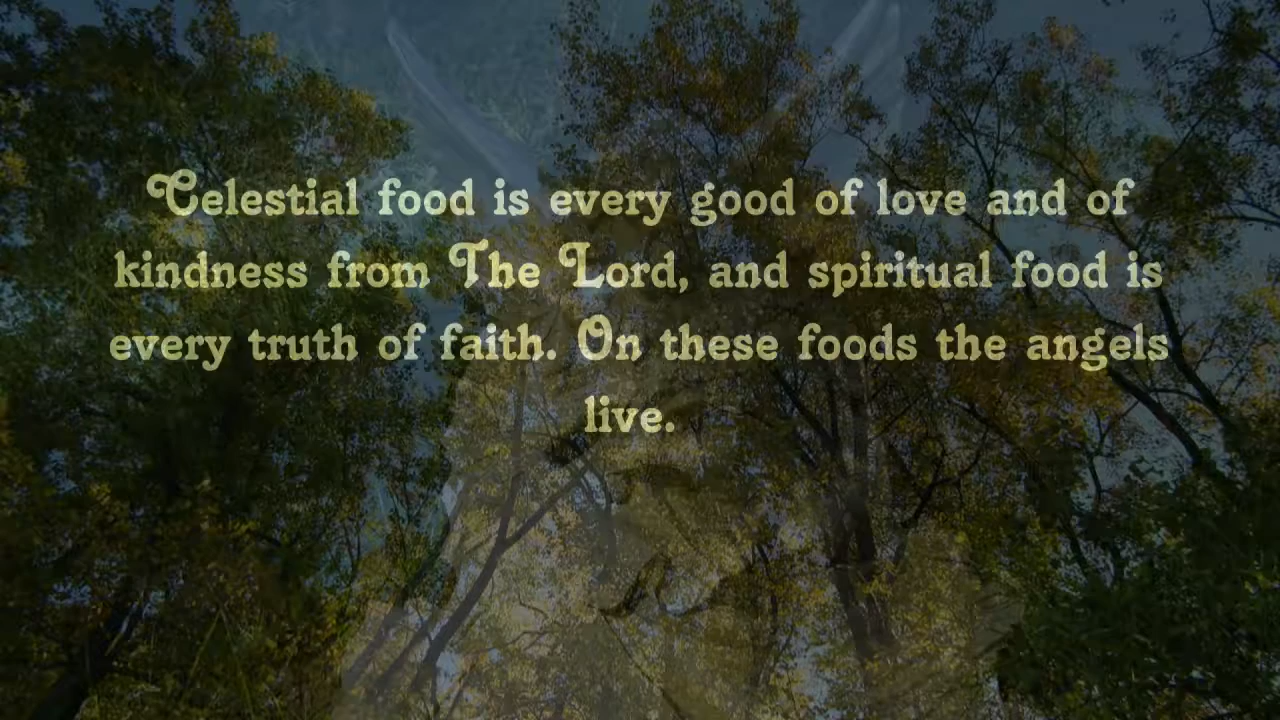 Celestial food is every good of love and of
kindness from The Lord, and spiritual food is
every truth of faith. On these foods the angels
live.